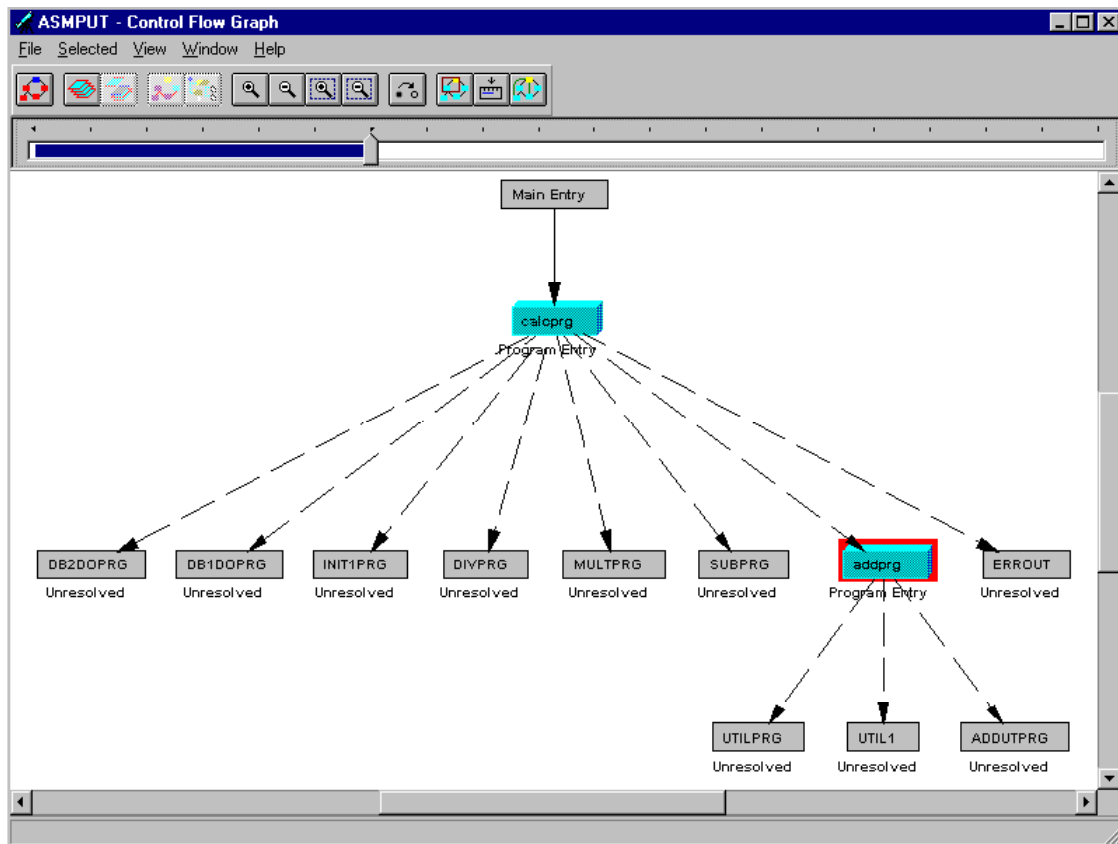 ASMPUT - Control Flow Graph
File Selected View Window Help
Main Entry
calcprg
Program Entry
DB2DOPRG DB1DOPRG INIT1PRG DIVPRG MULTPRG SUBPRG addprg ERROUT
Unresolved Unresolved Unresolved Unresolved Unresolved Unresolved Program Entry Unresolved
UTILPRG UTIL1 ADDUTPRG
Unresolved Unresolved Unresolved